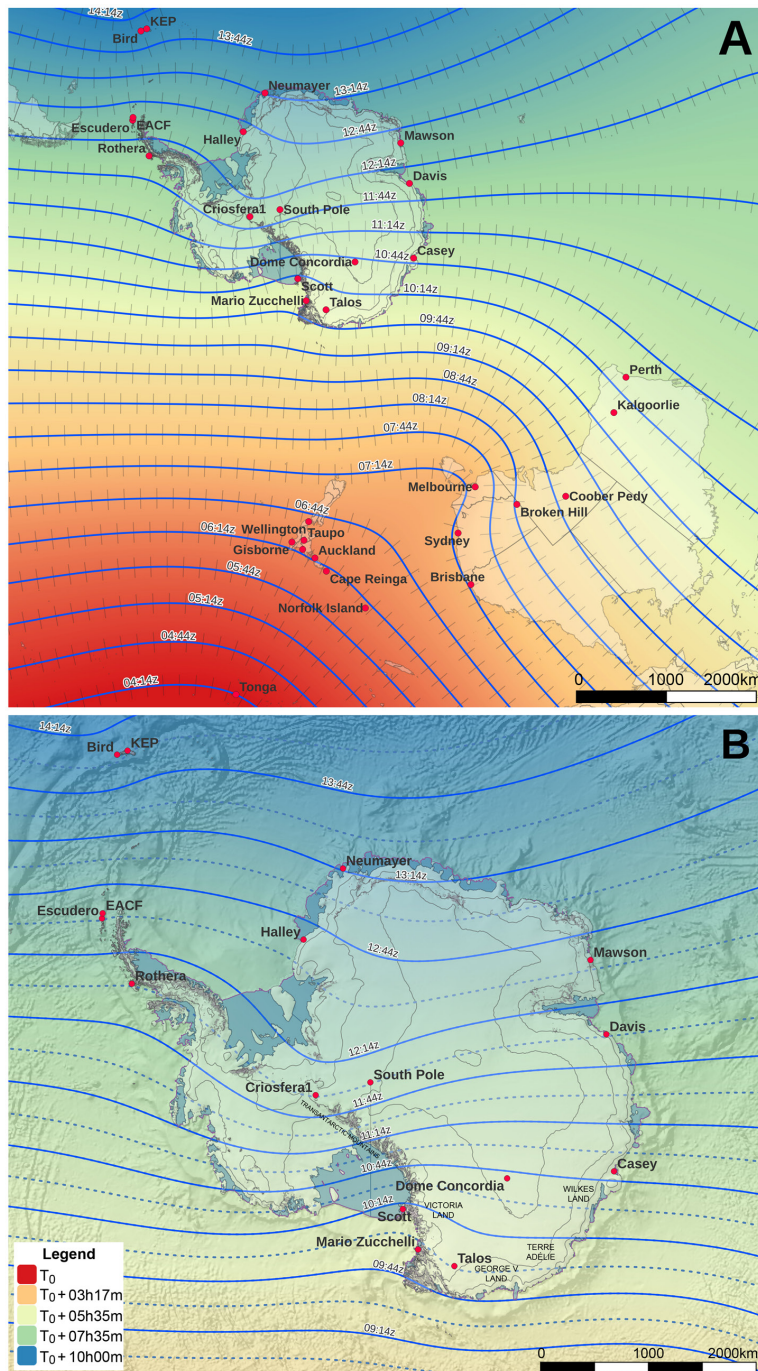 14:14z
KEP
Bird
13:44z
A
Neumayer
13:14z
Escudero
EACF
Rothera
Halley
12:44z
Mawson
12:14z
Davis
11:44z
Criosfera1
South Pole
11:14z
Dome Concordia
10:44z
Casey
Scott
10:14z
Mario Zucchelli
Talos
09:44z
09:14z
08:44z
08:14z
07:44z
07:14z
Perth
Kalgoorlie
Melbourne
Coober Pedy
Broken Hill
06:44z
06:14z
Wellington
Taupo
Gisborne
Auckland
Sydney
Cape Reinga
Brisbane
05:44z
05:14z
Norfolk Island
04:44z
04:14z
Tonga
0 1000 2000km
14:14z
Bird
KEP
B
13:44z
Neumayer
13:14z
Escudero
EACF
Halley
12:44z
Mawson
Rothera
Davis
12:14z
South Pole
Criosfera1
11:44z
TRANSANTARCTIC MOUNTAINS
11:14z
10:44z
Casey
Dome Concordia
WILKES
LAND
10:14z
VICTORIA
LAND
Scott
Mario Zucchelli
TERRE
ADÉLIE
Talos
GEORGE V
LAND
09:44z
09:14z
Legend
T0
T0 + 03h17m
T0 + 05h35m
T0 + 07h35m
T0 + 10h00m
0 1000 2000km